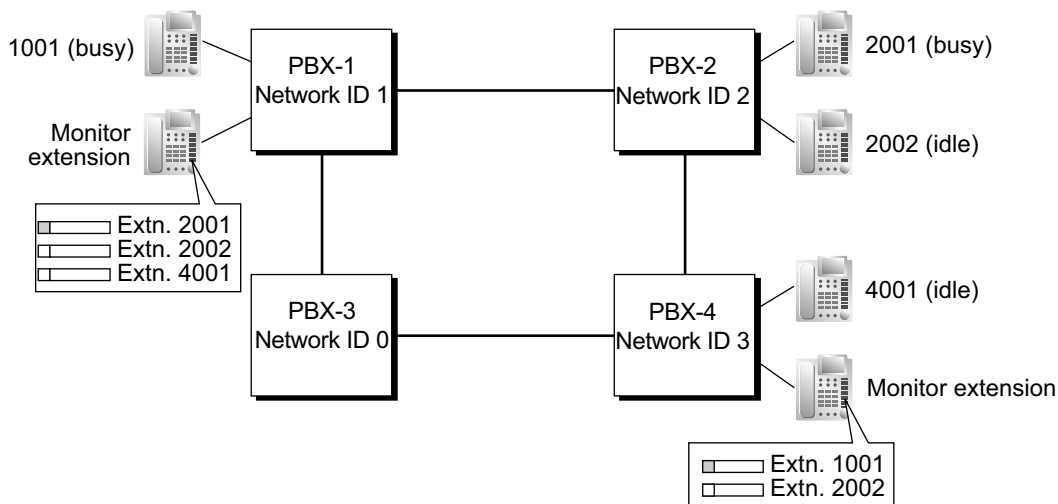 1001 (busy)
PBX-1
Network ID 1
PBX-2
Network ID 2
2001 (busy)
Monitor
extension
2002 (idle)
Extn. 2001
Extn. 2002
Extn. 4001
PBX-3
Network ID 0
PBX-4
Network ID 3
4001 (idle)
Monitor extension
Extn. 1001
Extn. 2002